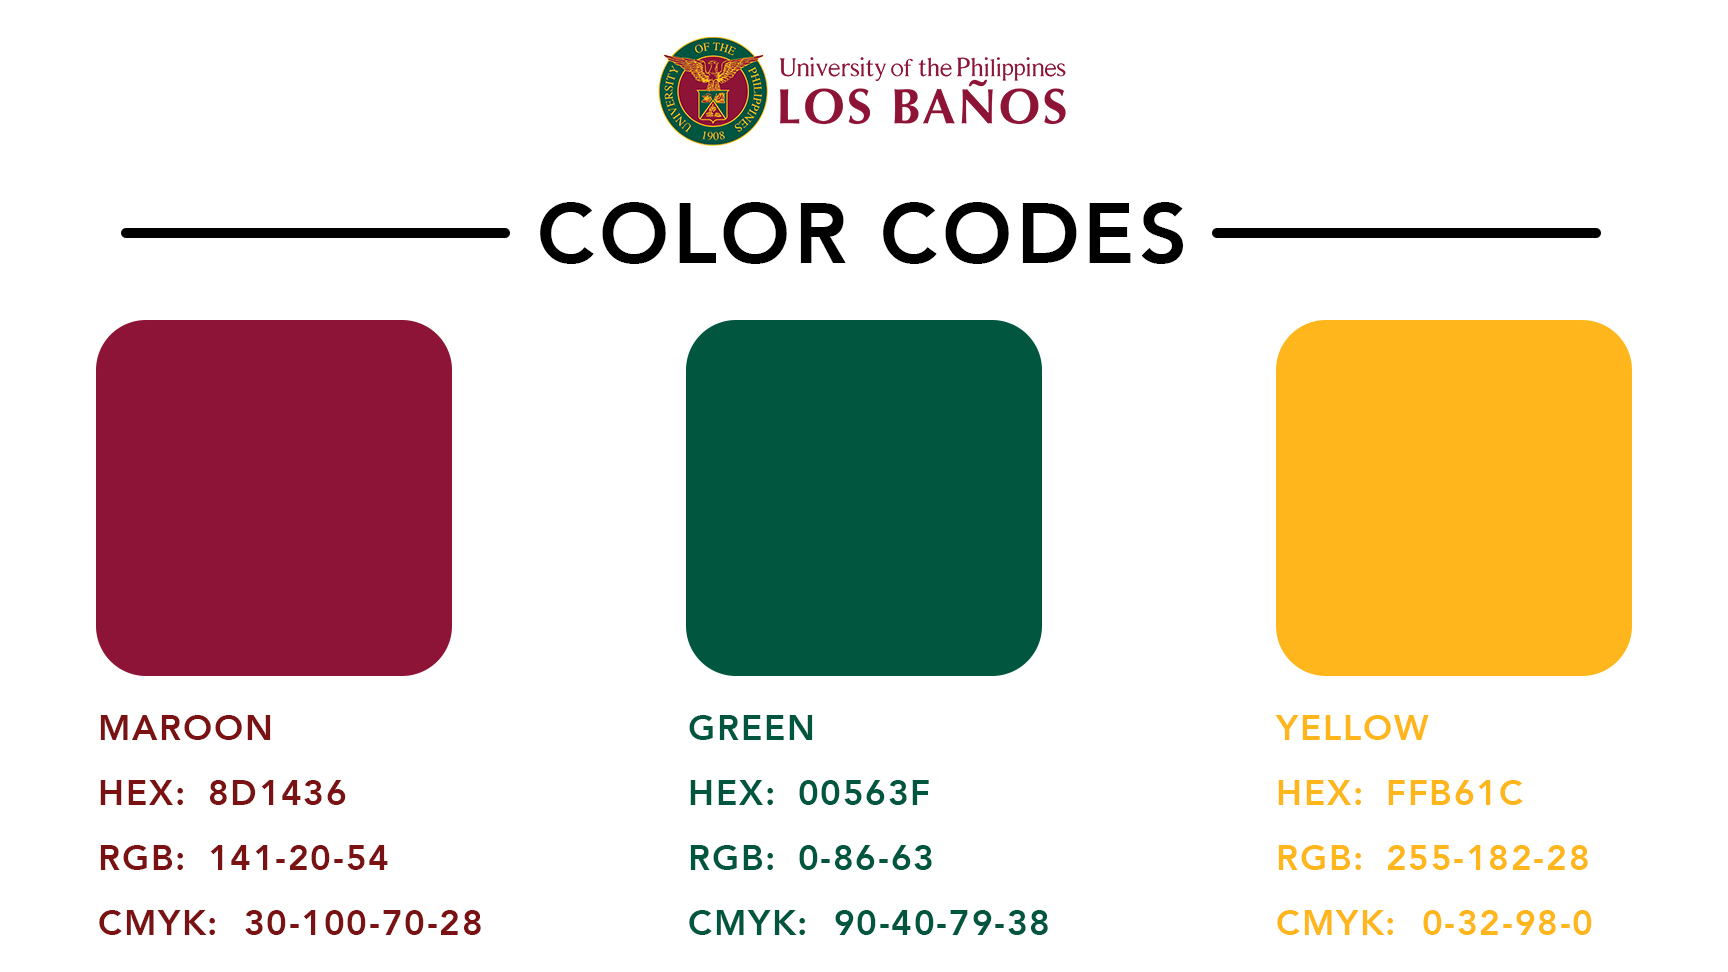 UNIVERSITY OF THE PHILIPPINES
1908
University of the Philippines
LOS BAÑOS
COLOR CODES
MAROON
HEX: 8D1436
RGB: 141-20-54
CMYK: 30-100-70-28
GREEN
HEX: 00563F
RGB: 0-86-63
CMYK: 90-40-79-38
YELLOW
HEX: FFB61C
RGB: 255-182-28
CMYK: 0-32-98-0